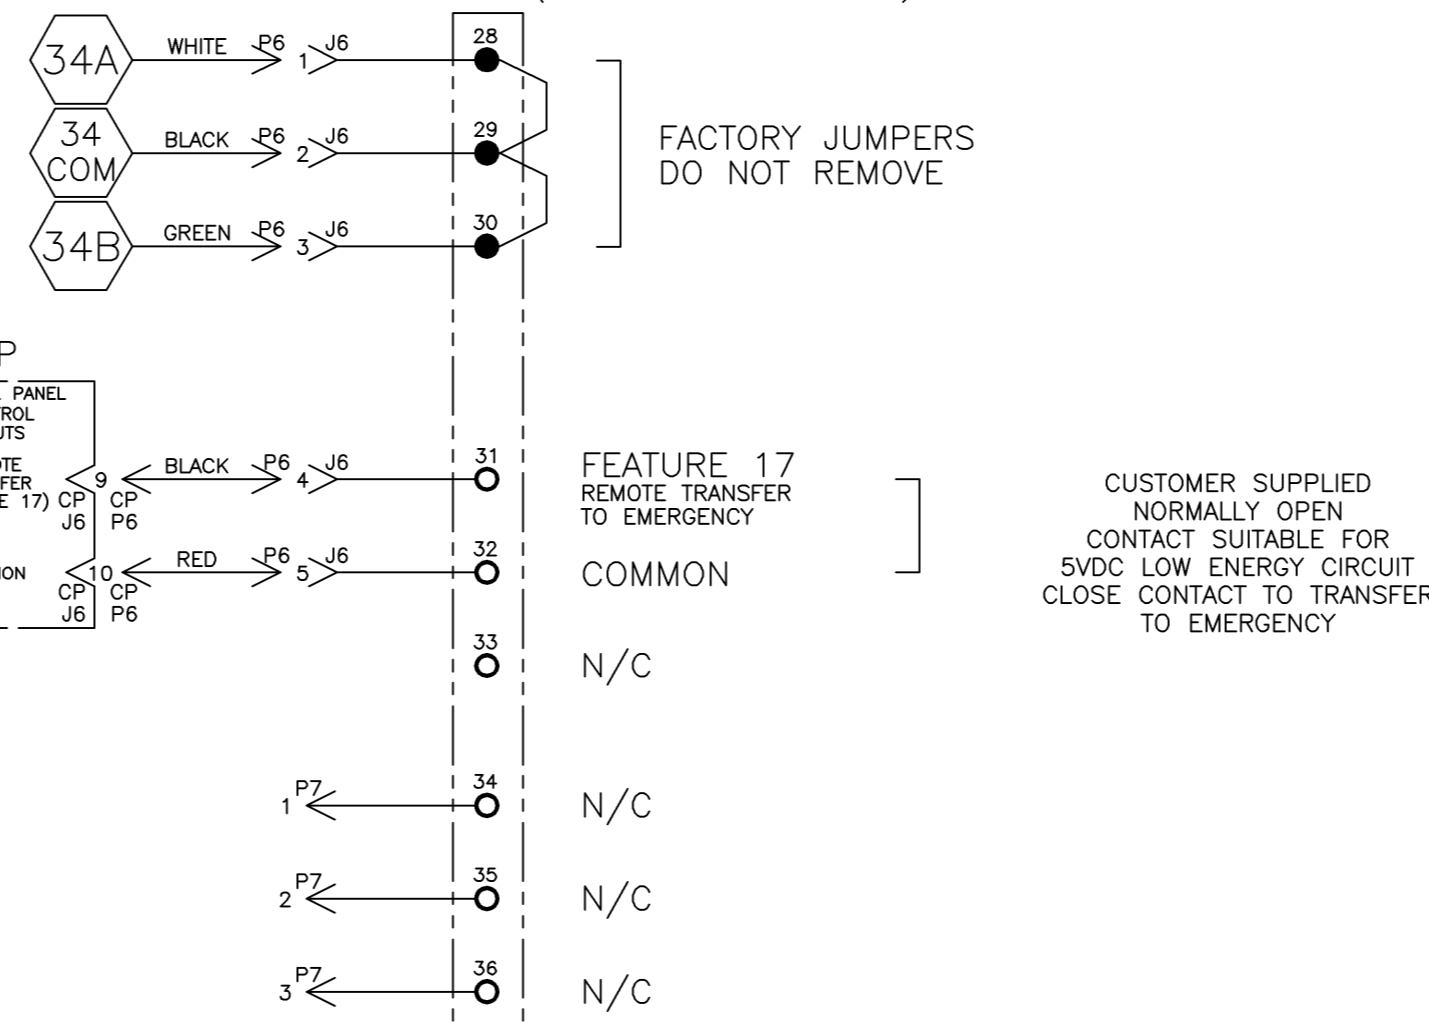 34A WHITE P6 1 J6 28
34 COM BLACK P6 2 J6 29
34B GREEN P6 3 J6 30
FACTORY JUMPERS
DO NOT REMOVE
P
PANEL
9 CP J6 CP P6 BLACK P6 4 J6 31
FEATURE 17
REMOTE TRANSFER
TO EMERGENCY
E 17)
10 CP J6 CP P6 RED P6 5 J6 32
COMMON
CUSTOMER SUPPLIED
NORMALLY OPEN
CONTACT SUITABLE FOR
5VDC LOW ENERGY CIRCUIT
CLOSE CONTACT TO TRANSFER
TO EMERGENCY
33 N/C
1 P7 34 N/C
2 P7 35 N/C
3 P7 36 N/C